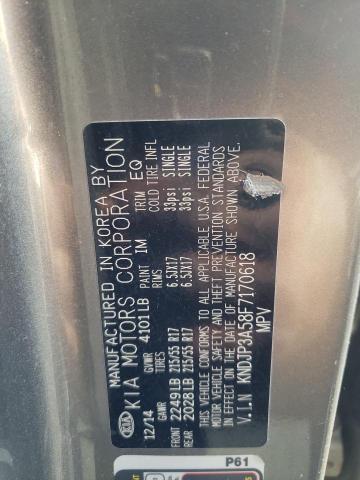 MANUFACTURED IN KOREA BY
KIA KIA MOTORS CORPORATION
12/14 GVWR 4101LB PAINT IM TRIM EQ
TIRES RIMS COLD TIRE INFL
FRONT 2249LB 215/55 R17 6.5JX17 33psi SINGLE
REAR 2028LB 215/55 R17 6.5JX17 33psi SINGLE
THIS VEHICLE CONFORMS TO ALL APPLICABLE U.S.A. FEDERAL
MOTOR VEHICLE SAFETY AND THEFT PREVENTION STANDARDS
IN EFFECT ON THE DATE OF MANUFACTURE SHOWN ABOVE.
V.I.N KNDJP3A58F7170618
MPV
P61